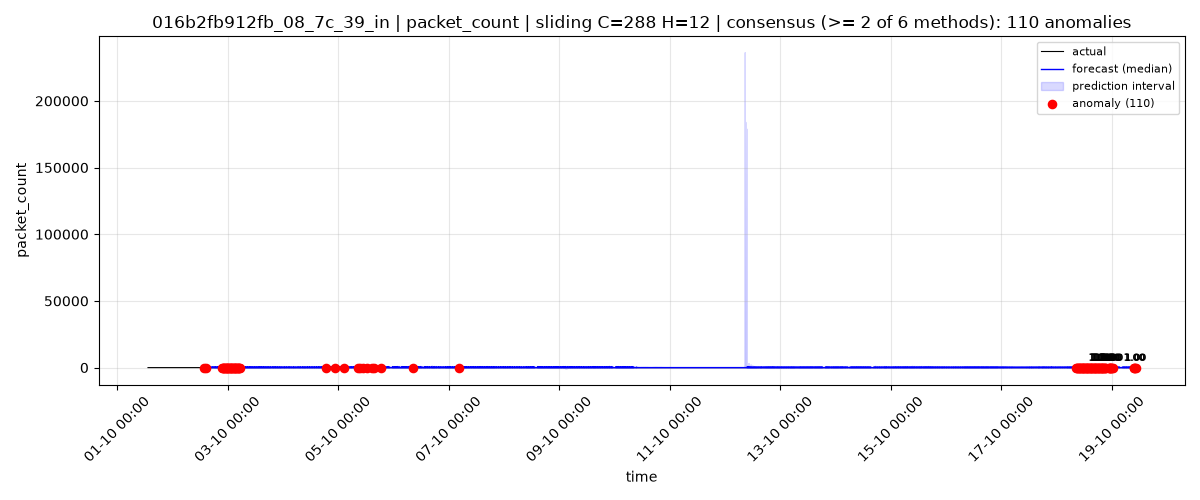 016b2fb912fb_08_7c_39_in | packet_count | sliding C=288 H=12 | consensus (>= 2 of 6 methods): 110 anomalies
actual
forecast (median)
prediction interval
anomaly (110)
packet_count
200000
150000
100000
50000
0
1.00
01-10 00:00
03-10 00:00
05-10 00:00
07-10 00:00
09-10 00:00
11-10 00:00
13-10 00:00
15-10 00:00
17-10 00:00
19-10 00:00
time